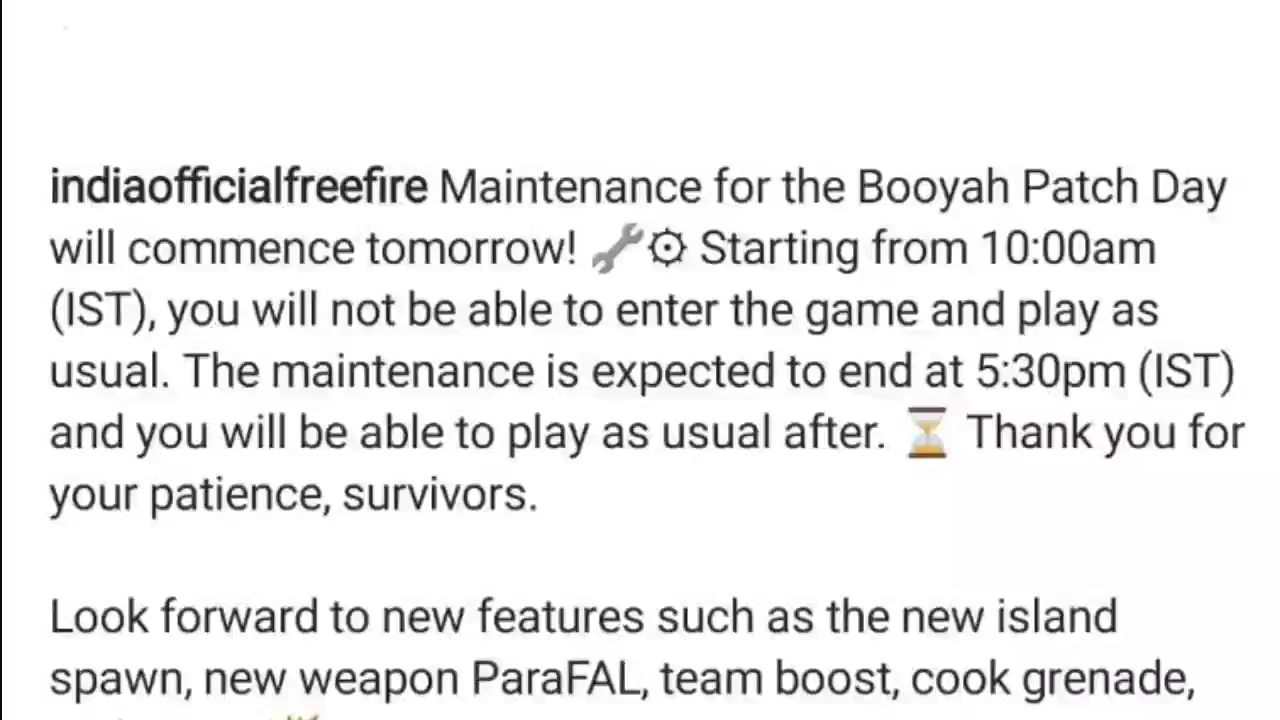 indiaofficialfreefire Maintenance for the Booyah Patch Day
will commence tomorrow! 🔧⚙ Starting from 10:00am
(IST), you will not be able to enter the game and play as
usual. The maintenance is expected to end at 5:30pm (IST)
and you will be able to play as usual after. ⏳ Thank you for
your patience, survivors.
Look forward to new features such as the new island
spawn, new weapon ParaFAL, team boost, cook grenade,